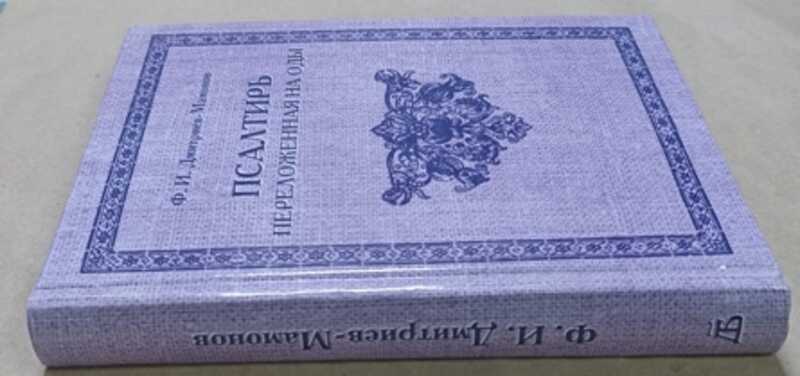 Ф. И. Дмитриев-Мамонов
ПСАЛТИРЬ
ПЕРЕЛОЖЕННАЯ НА ОДЫ
Ф. И. Дмитриев-Мамонов